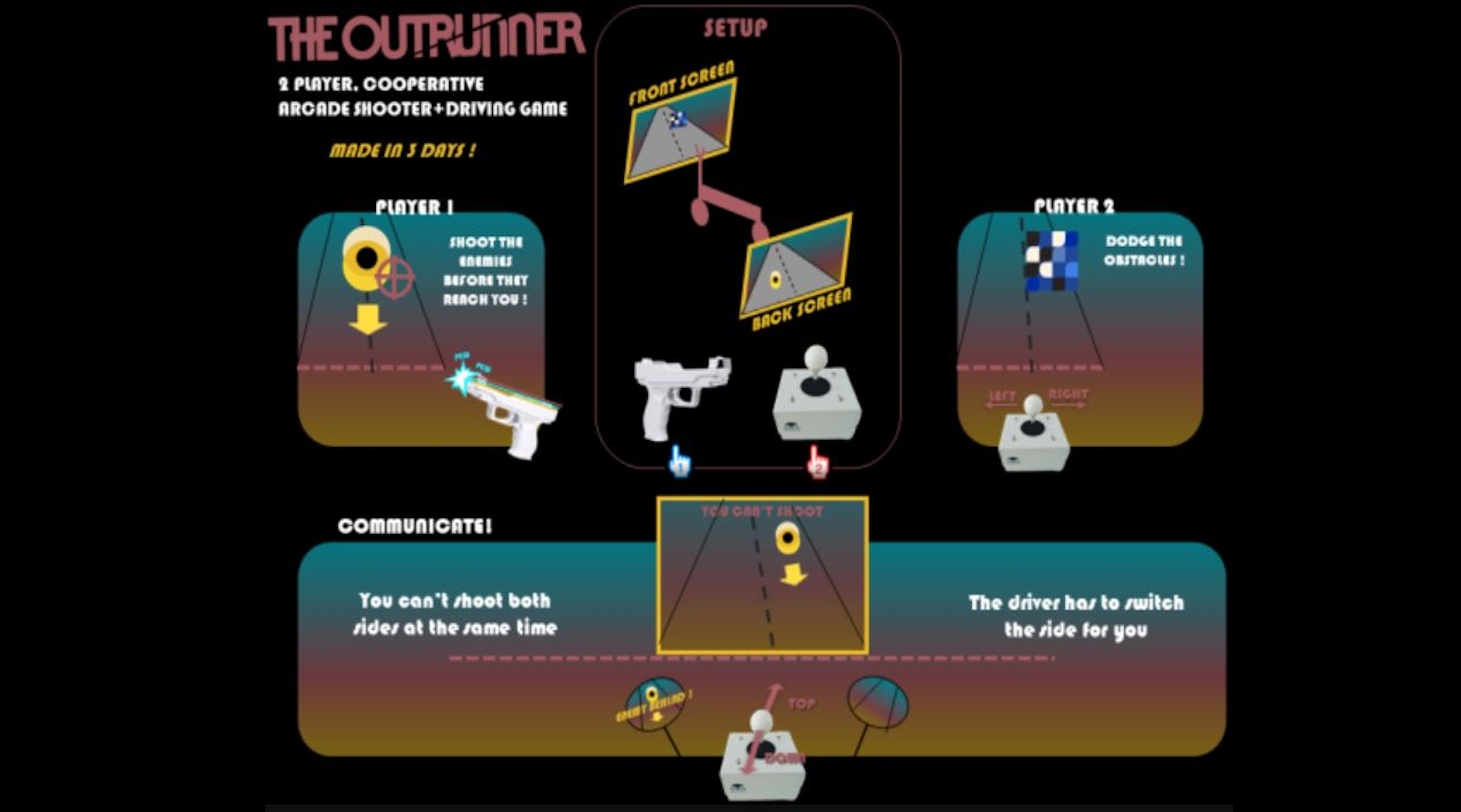 THE OUTRUNNER
2 PLAYER, COOPERATIVE
ARCADE SHOOTER+DRIVING GAME
MADE IN 3 DAYS !
SETUP
FRONT SCREEN
BACK SCREEN
1
2
PLAYER 1
SHOOT THE
ENEMIES
BEFORE THEY
REACH YOU !
PEW
PEW
PLAYER 2
DODGE THE
OBSTACLES !
LEFT
RIGHT
COMMUNICATE!
You can't shoot both
sides at the same time
YOU CAN'T SHOOT
The driver has to switch
the side for you
ENEMY BEHIND !
TOP
DOWN